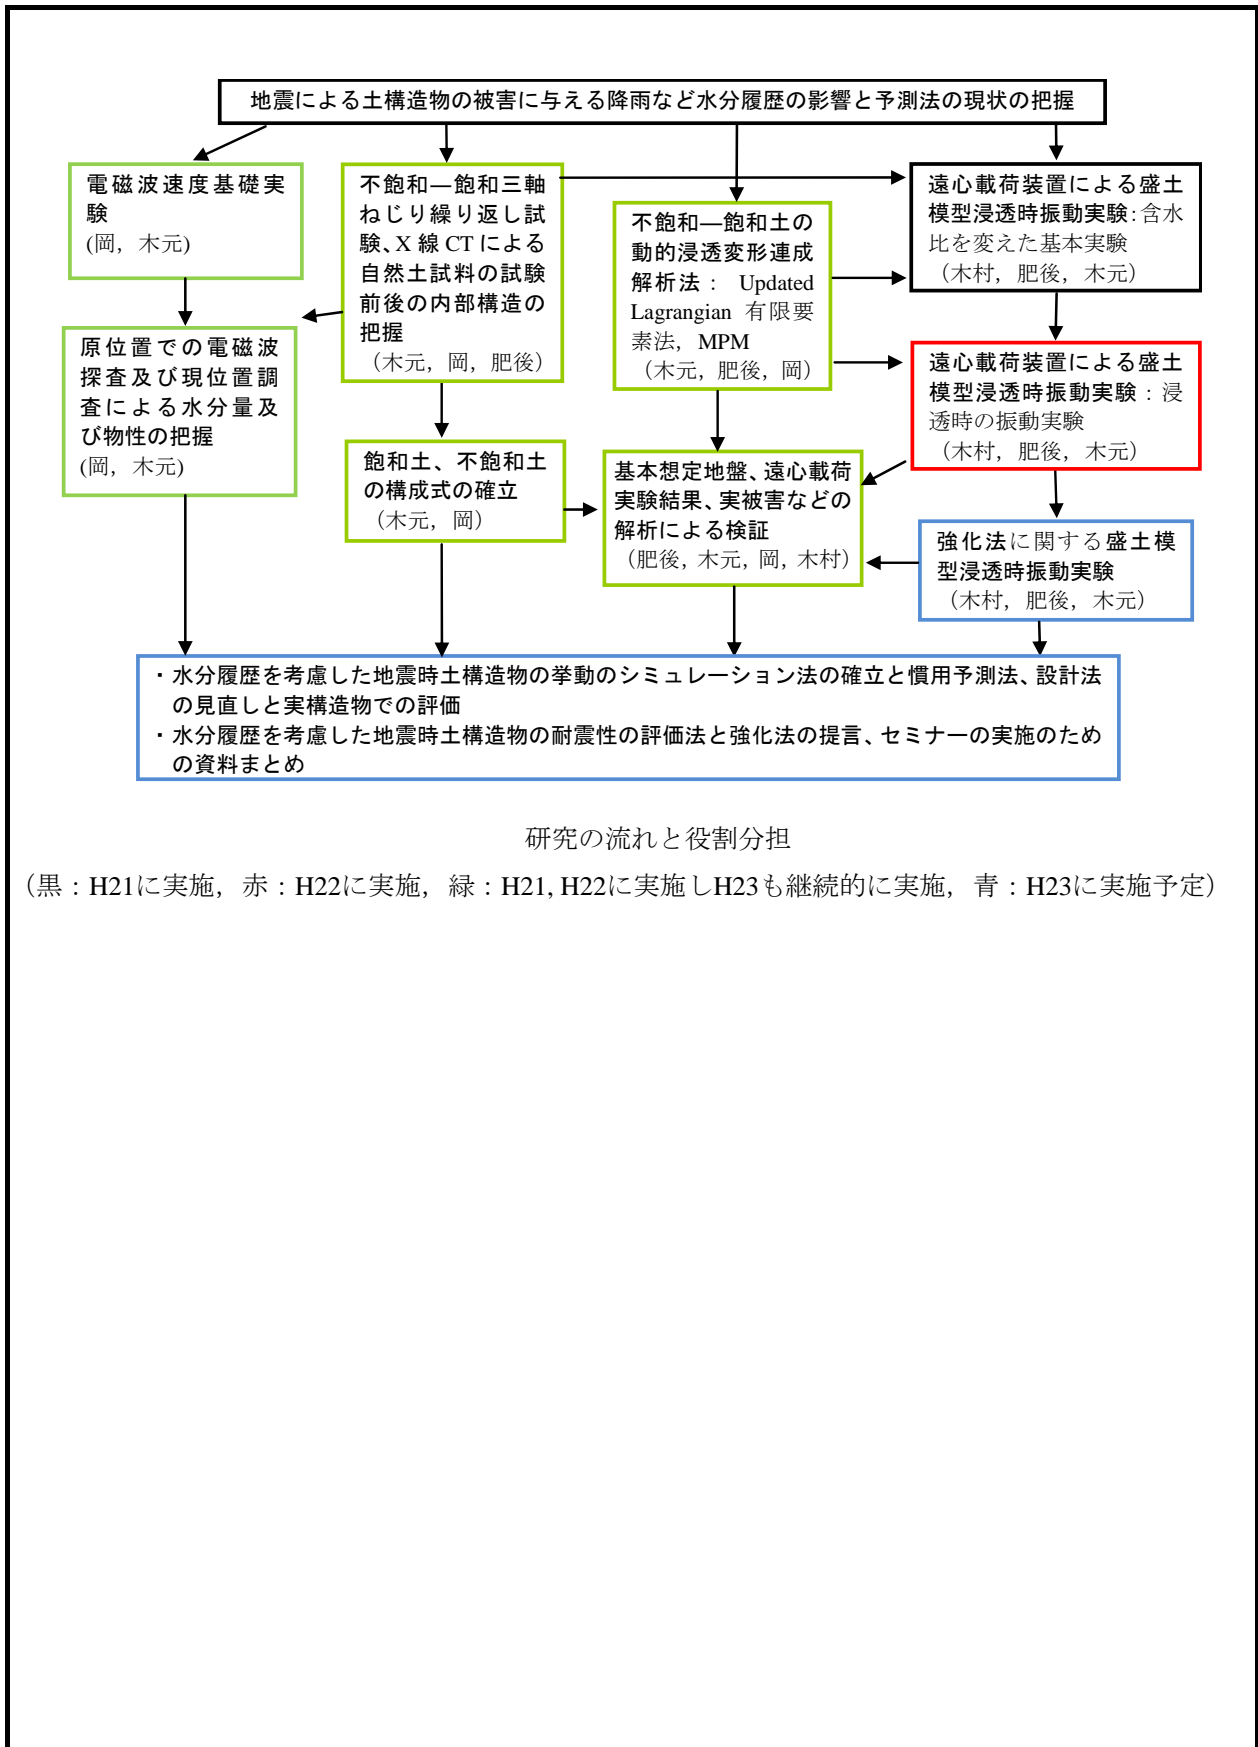 地震による土構造物の被害に与える降雨など水分履歴の影響と予測法の現状の把握
電磁波速度基礎実
験
(岡，木元)
原位置での電磁波
探査及び現位置調
査による水分量及
び物性の把握
(岡，木元)
不飽和―飽和三軸
ねじり繰り返し試
験、X 線 CT による
自然土試料の試験
前後の内部構造の
把握
（木元，岡，肥後）
飽和土、不飽和土
の構成式の確立
（木元，岡）
不飽和―飽和土の
動的浸透変形連成
解析法： Updated
Lagrangian 有限要
素法，MPM
（木元，肥後，岡）
基本想定地盤、遠心載荷
実験結果、実被害などの
解析による検証
（肥後，木元，岡，木村）
遠心載荷装置による盛土
模型浸透時振動実験：含水
比を変えた基本実験
（木村，肥後，木元）
遠心載荷装置による盛土
模型浸透時振動実験：浸
透時の振動実験
（木村，肥後，木元）
強化法に関する盛土模
型浸透時振動実験
（木村，肥後，木元）
・水分履歴を考慮した地震時土構造物の挙動のシミュレーション法の確立と慣用予測法、設計法
の見直しと実構造物での評価
・水分履歴を考慮した地震時土構造物の耐震性の評価法と強化法の提言、セミナーの実施のため
の資料まとめ
研究の流れと役割分担
（黒：H21に実施，赤：H22に実施，緑：H21, H22に実施しH23も継続的に実施，青：H23に実施予定）